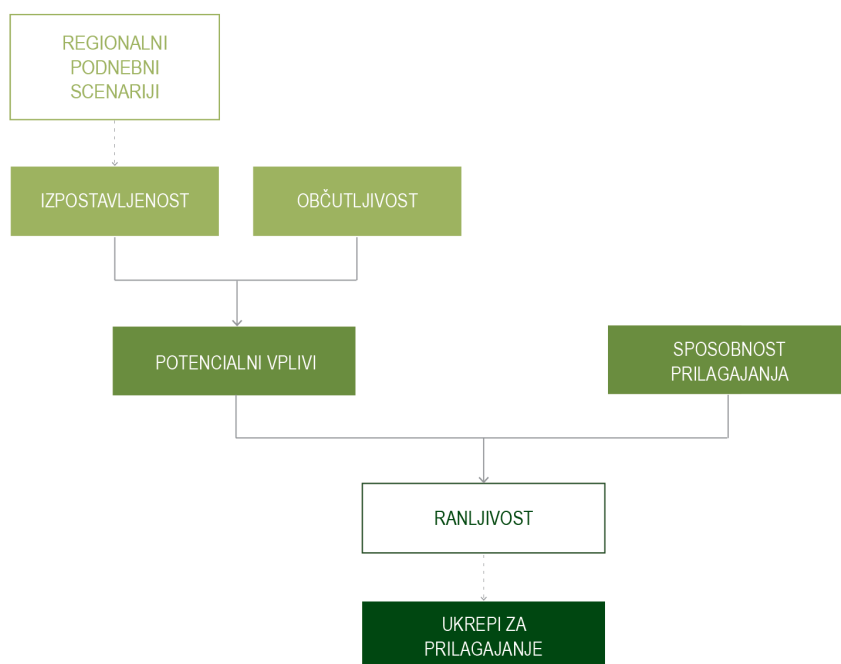 REGIONALNI
PODNEBNI
SCENARIJI
IZPOSTAVLJENOST
OBČUTLJIVOST
POTENCIALNI VPLIVI
SPOSOBNOST
PRILAGAJANJA
RANLJIVOST
UKREPI ZA
PRILAGAJANJE